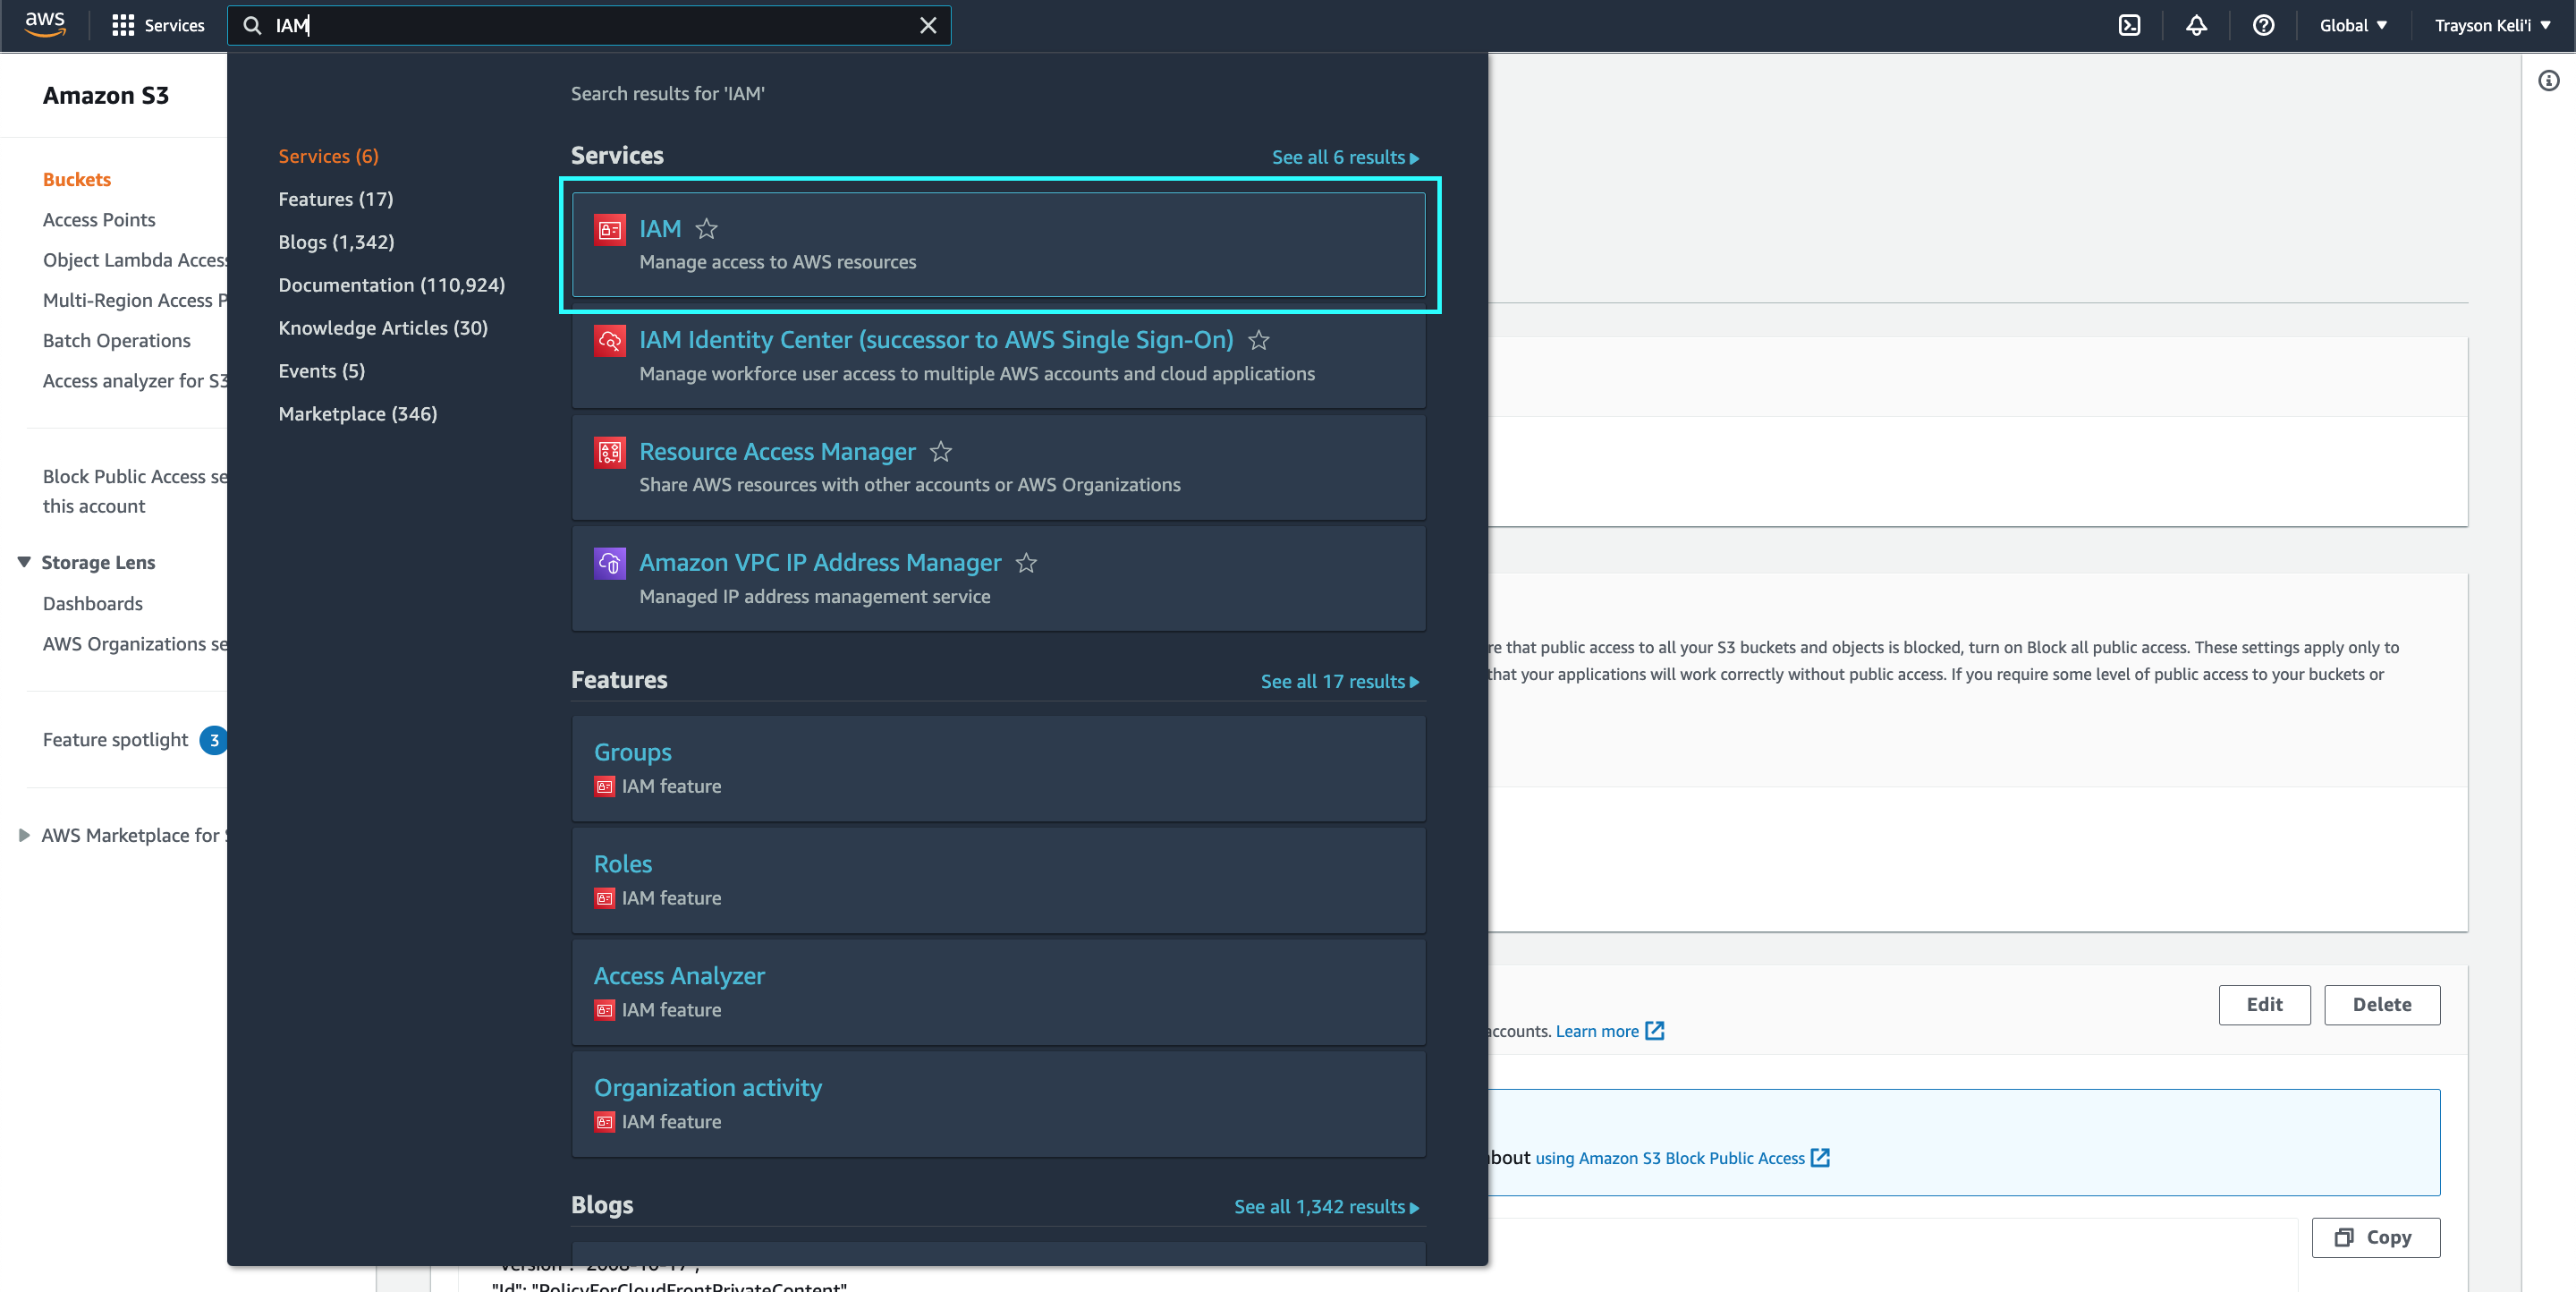 aws
Services
IAM
Global
Trayson Keli'i
Amazon S3
Buckets
Access Points
Object Lambda Access
Multi-Region Access P
Batch Operations
Access analyzer for S3
Block Public Access se
this account
Storage Lens
Dashboards
AWS Organizations se
Feature spotlight 3
AWS Marketplace for S
Search results for 'IAM'
Services (6)
Features (17)
Blogs (1,342)
Documentation (110,924)
Knowledge Articles (30)
Events (5)
Marketplace (346)
Services
See all 6 results
IAM
Manage access to AWS resources
IAM Identity Center (successor to AWS Single Sign-On)
Manage workforce user access to multiple AWS accounts and cloud applications
Resource Access Manager
Share AWS resources with other accounts or AWS Organizations
Amazon VPC IP Address Manager
Managed IP address management service
Features
See all 17 results
Groups
IAM feature
Roles
IAM feature
Access Analyzer
IAM feature
Organization activity
IAM feature
Blogs
See all 1,342 results
re that public access to all your S3 buckets and objects is blocked, turn on Block all public access. These settings apply only to
that your applications will work correctly without public access. If you require some level of public access to your buckets or
Edit
Delete
accounts. Learn more
about using Amazon S3 Block Public Access
Copy
"Version": "2008-10-17",
"Id": "PolicyForCloudFrontPrivateContent"